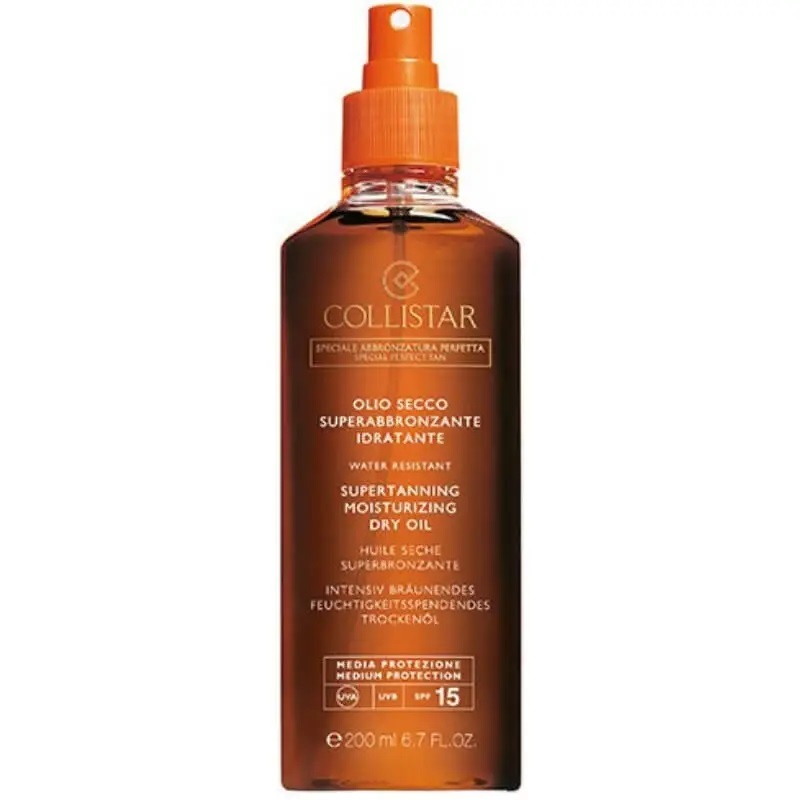 COLLISTAR
SPECIALE ABBRONZATURA PERFETTA
SPECIAL PERFECT TAN
OLIO SECCO
SUPERABBRONZANTE
IDRATANTE
WATER RESISTANT
SUPERTANNING
MOISTURIZING
DRY OIL
HUILE SECHE
SUPERBRONZANTE
INTENSIV BRÄUNENDES
FEUCHTIGKEITSSPENDENDES
TROCKENÖL
MEDIA PROTEZIONE
MEDIUM PROTECTION
UVA UVB SPF 15
e 200 ml 6.7 FL.OZ.